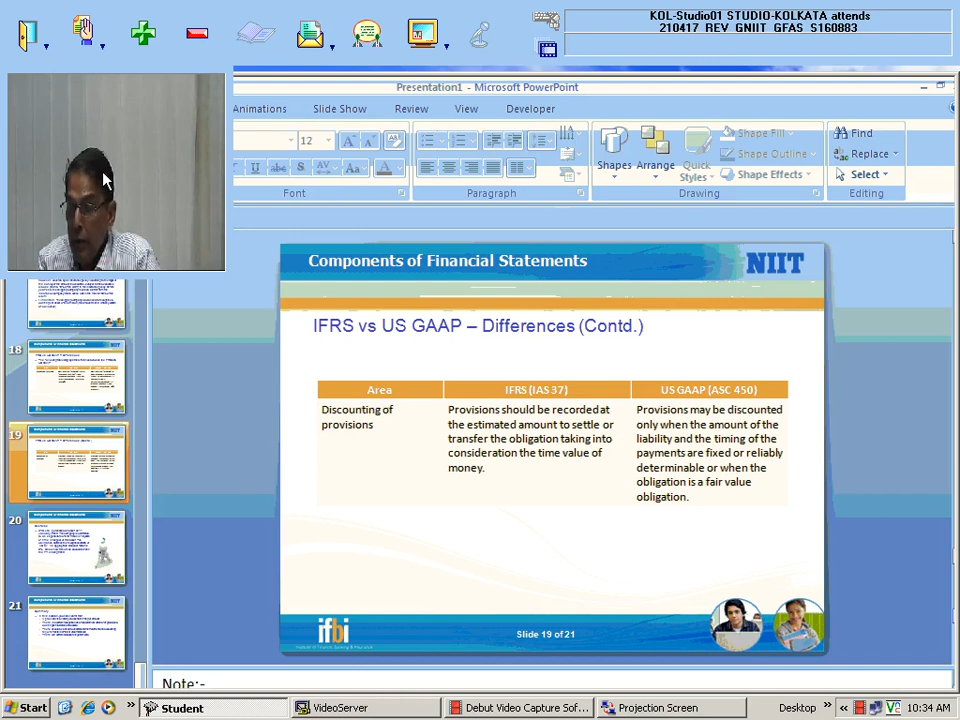 KOL-Studio01 STUDIO-KOLKATA attends
210417 REV GNIIT GFAS S160883
Presentation1 - Microsoft PowerPoint
Animations Slide Show Review View Developer
12
Shapes Arrange Quick Styles
Shape Fill
Shape Outline
Shape Effects
Find
Replace
Select
Font Paragraph Drawing Editing
Components of Financial Statements
NIIT
IFRS vs US GAAP – Differences (Contd.)
Area IFRS (IAS 37) US GAAP (ASC 450)
Discounting of
provisions
Provisions should be recorded at
the estimated amount to settle or
transfer the obligation taking into
consideration the time value of
money.
Provisions may be discounted
only when the amount of the
liability and the timing of the
payments are fixed or reliably
determinable or when the
obligation is a fair value
obligation.
ifbi
Institute of Finance, Banking & Insurance
Slide 19 of 21
18
19
20
21
Note:-
Start Student VideoServer Debut Video Capture Sof... Projection Screen Desktop 10:34 AM